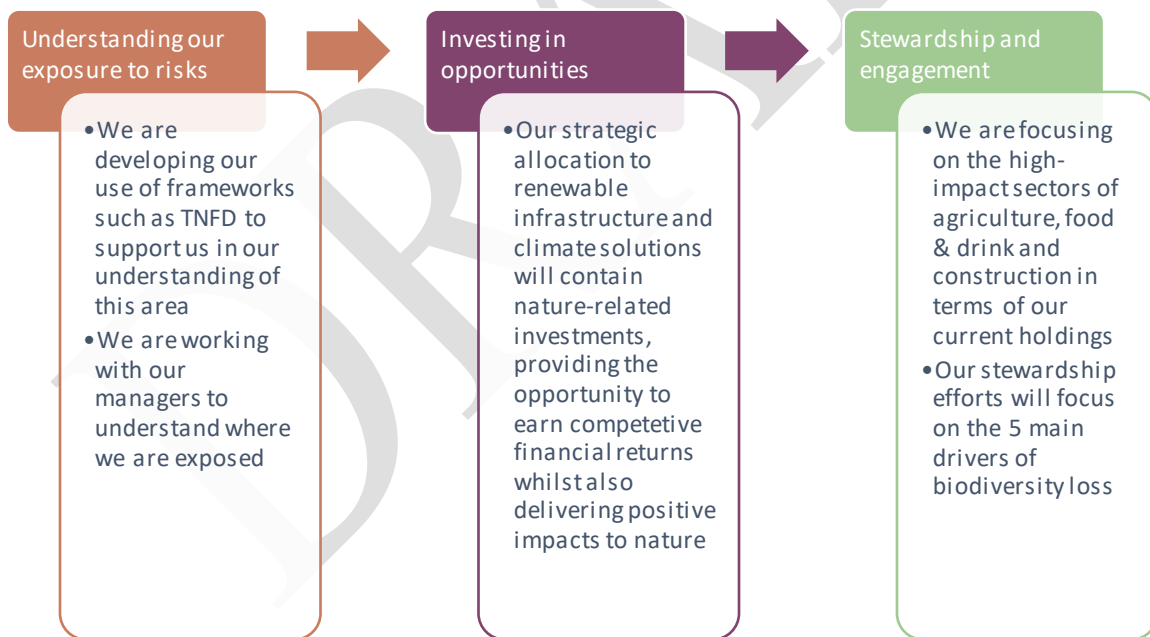 Understanding our
exposure to risks
•We are
developing our
use of frameworks
such as TNFD to
support us in our
understanding of
this area
•We are working
with our
managers to
understand where
we are exposed
Investing in
opportunities
•Our strategic
allocation to
renewable
infrastructure and
climate solutions
will contain
nature-related
investments,
providing the
opportunity to
earn competetive
financial returns
whilst also
delivering positive
impacts to nature
Stewardship and
engagement
•We are focusing
on the high-
impact sectors of
agriculture, food
& drink and
construction in
terms of our
current holdings
•Our stewardship
efforts will focus
on the 5 main
drivers of
biodiversity loss